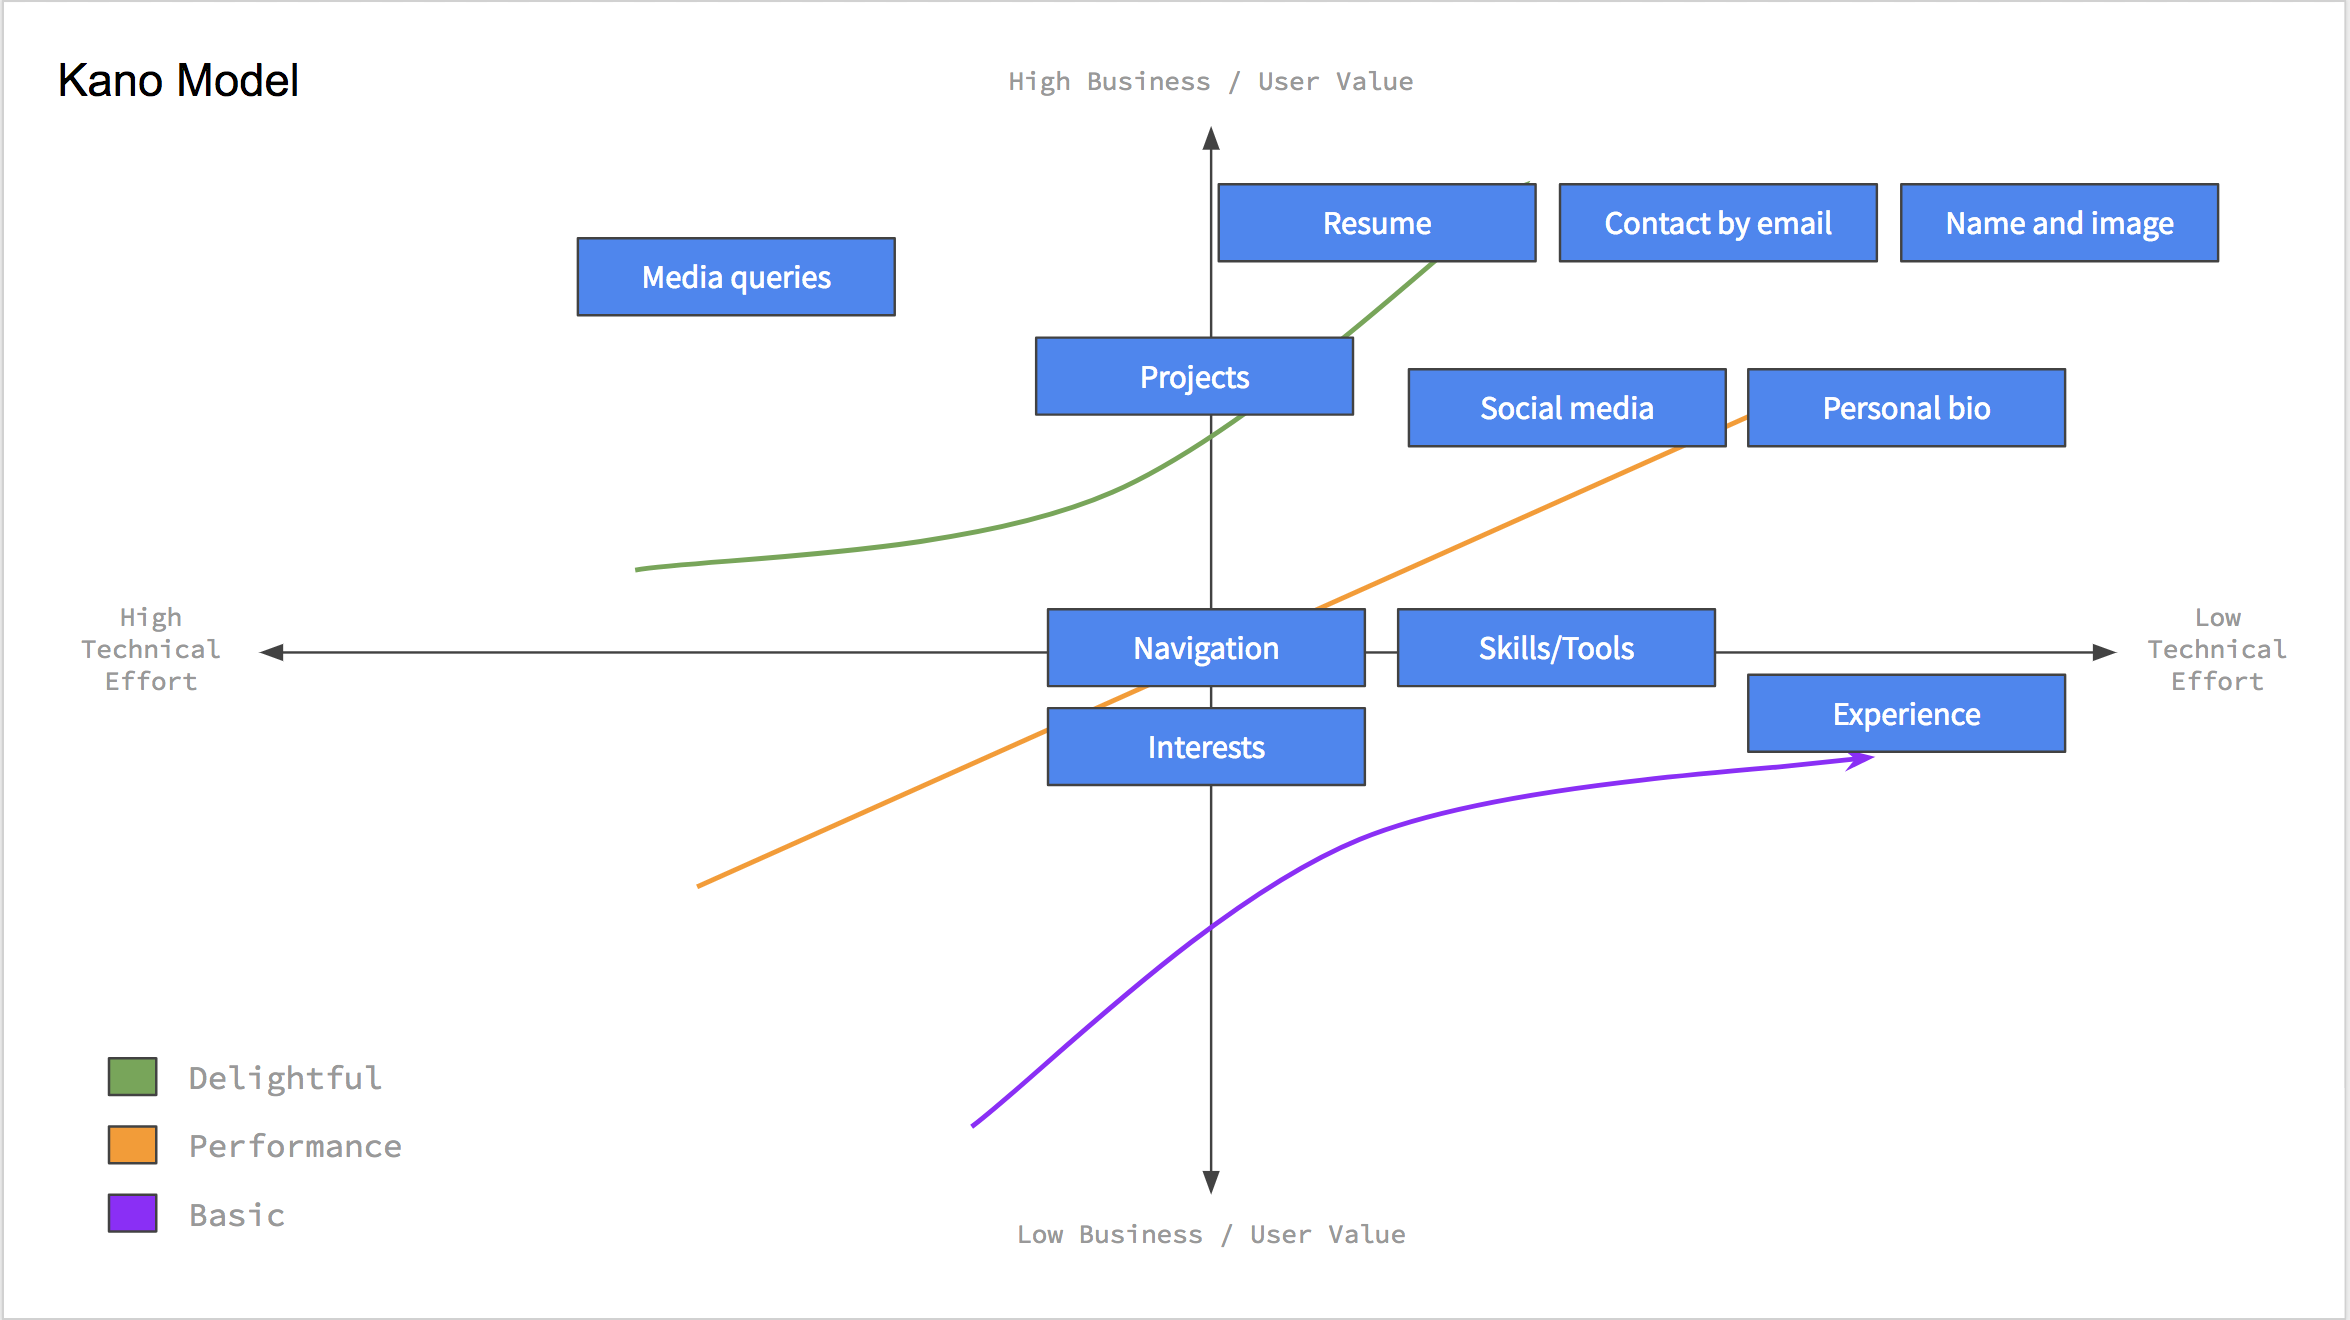 Kano Model
High Business / User Value
Resume
Contact by email
Name and image
Media queries
Projects
Social media
Personal bio
High
Technical
Effort
Navigation
Skills/Tools
Low
Technical
Effort
Experience
Interests
Delightful
Performance
Basic
Low Business / User Value